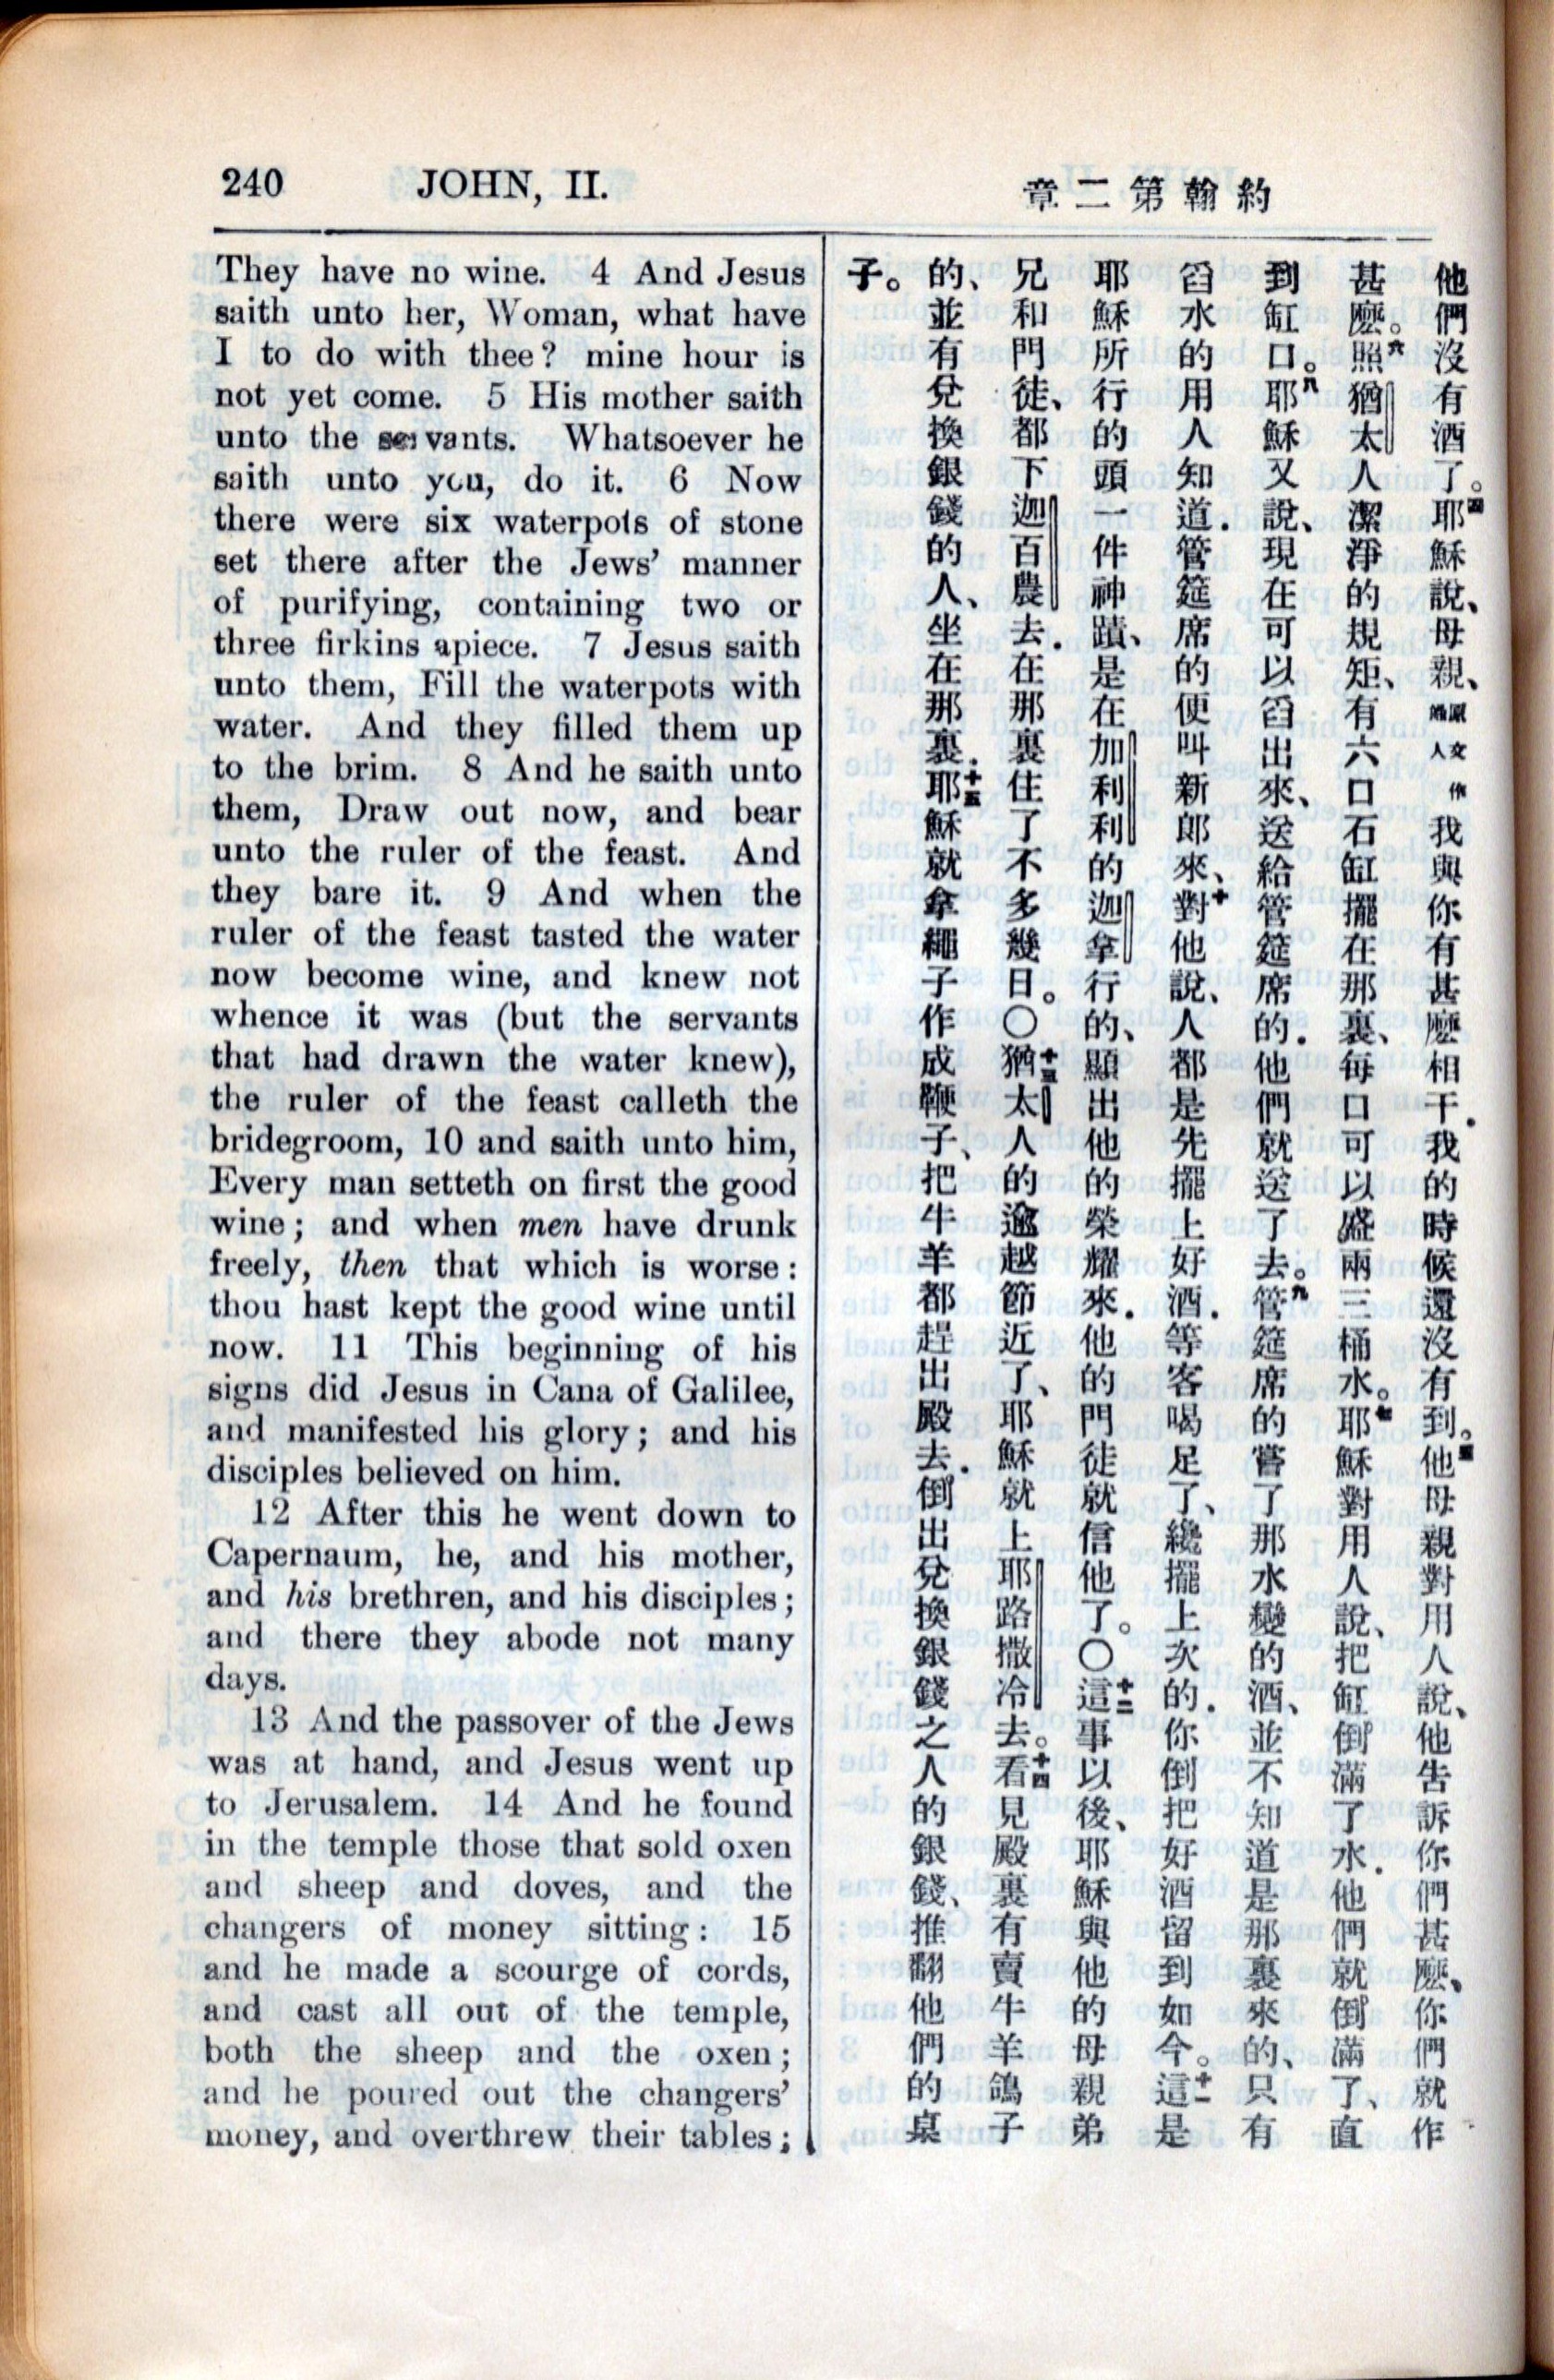 240 JOHN, II.
章二第翰約
They have no wine. 4 And Jesus
saith unto her, Woman, what have
I to do with thee? mine hour is
not yet come. 5 His mother saith
unto the servants. Whatsoever he
saith unto you, do it. 6 Now
there were six waterpots of stone
set there after the Jews' manner
of purifying, containing two or
three firkins apiece. 7 Jesus saith
unto them, Fill the waterpots with
water. And they filled them up
to the brim. 8 And he saith unto
them, Draw out now, and bear
unto the ruler of the feast. And
they bare it. 9 And when the
ruler of the feast tasted the water
now become wine, and knew not
whence it was (but the servants
that had drawn the water knew),
the ruler of the feast calleth the
bridegroom, 10 and saith unto him,
Every man setteth on first the good
wine; and when men have drunk
freely, then that which is worse:
thou hast kept the good wine until
now. 11 This beginning of his
signs did Jesus in Cana of Galilee,
and manifested his glory; and his
disciples believed on him.
12 After this he went down to
Capernaum, he, and his mother,
and his brethren, and his disciples;
and there they abode not many
days.
13 And the passover of the Jews
was at hand, and Jesus went up
to Jerusalem. 14 And he found
in the temple those that sold oxen
and sheep and doves, and the
changers of money sitting: 15
and he made a scourge of cords,
and cast all out of the temple,
both the sheep and the oxen;
and he poured out the changers'
money, and overthrew their tables;
他們沒有酒了。四耶穌說、母親、原文作婦人我與你有甚麼相干.我的時候還沒有到。五他母親對用人說、他告訴你們甚麼、你們就作
甚麼。六照猶太人潔淨的規矩、有六口石缸擺在那裏、每口可以盛兩三桶水。七耶穌對用人說、把缸倒滿了水.他們就倒滿了、直
到缸口。八耶穌又說、現在可以舀出來、送給管筵席的.他們就送了去。九管筵席的嘗了那水變的酒、並不知道是那裏來的、只有
舀水的用人知道.管筵席的便叫新郎來、十對他說、人都是先擺上好酒.等客喝足了、纔擺上次的.你倒把好酒留到如今。十一這是
耶穌所行的頭一件神蹟、是在加利利的迦拿行的、顯出他的榮耀來.他的門徒就信他了。〇十二這事以後、耶穌與他的母親弟
兄和門徒、都下迦百農去.在那裏住了不多幾日。〇十三猶太人的逾越節近了、耶穌就上耶路撒冷去。十四看見殿裏有賣牛羊鴿子
的、並有兌換銀錢的人、坐在那裏.十五耶穌就拿繩子作成鞭子、把牛羊都趕出殿去.倒出兌換銀錢之人的銀錢、推翻他們的桌
子。